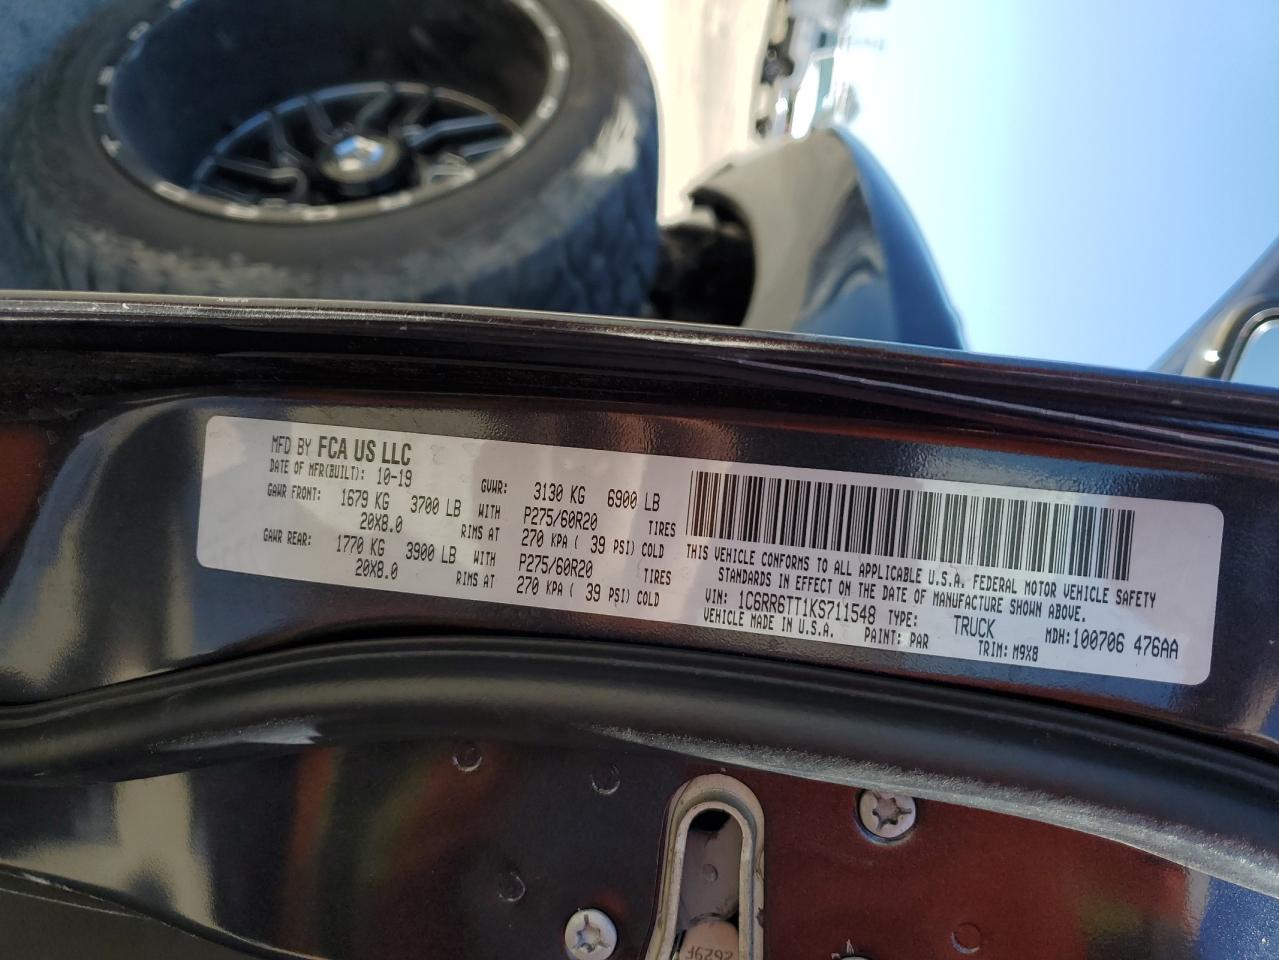 MFD BY FCA US LLC
DATE OF MFR(BUILT): 10-19 GVWR: 3130 KG 6900 LB
GAWR FRONT: 1679 KG 3700 LB WITH P275/60R20 TIRES
20X8.0 RIMS AT 270 KPA ( 39 PSI) COLD
GAWR REAR: 1770 KG 3900 LB WITH P275/60R20 TIRES
20X8.0 RIMS AT 270 KPA ( 39 PSI) COLD
THIS VEHICLE CONFORMS TO ALL APPLICABLE U.S.A. FEDERAL MOTOR VEHICLE SAFETY
STANDARDS IN EFFECT ON THE DATE OF MANUFACTURE SHOWN ABOVE.
VIN: 1C6RR6TT1KS711548 TYPE: TRUCK MDH:100706 476AA
VEHICLE MADE IN U.S.A. PAINT: PAR TRIM: M9X8
2629F